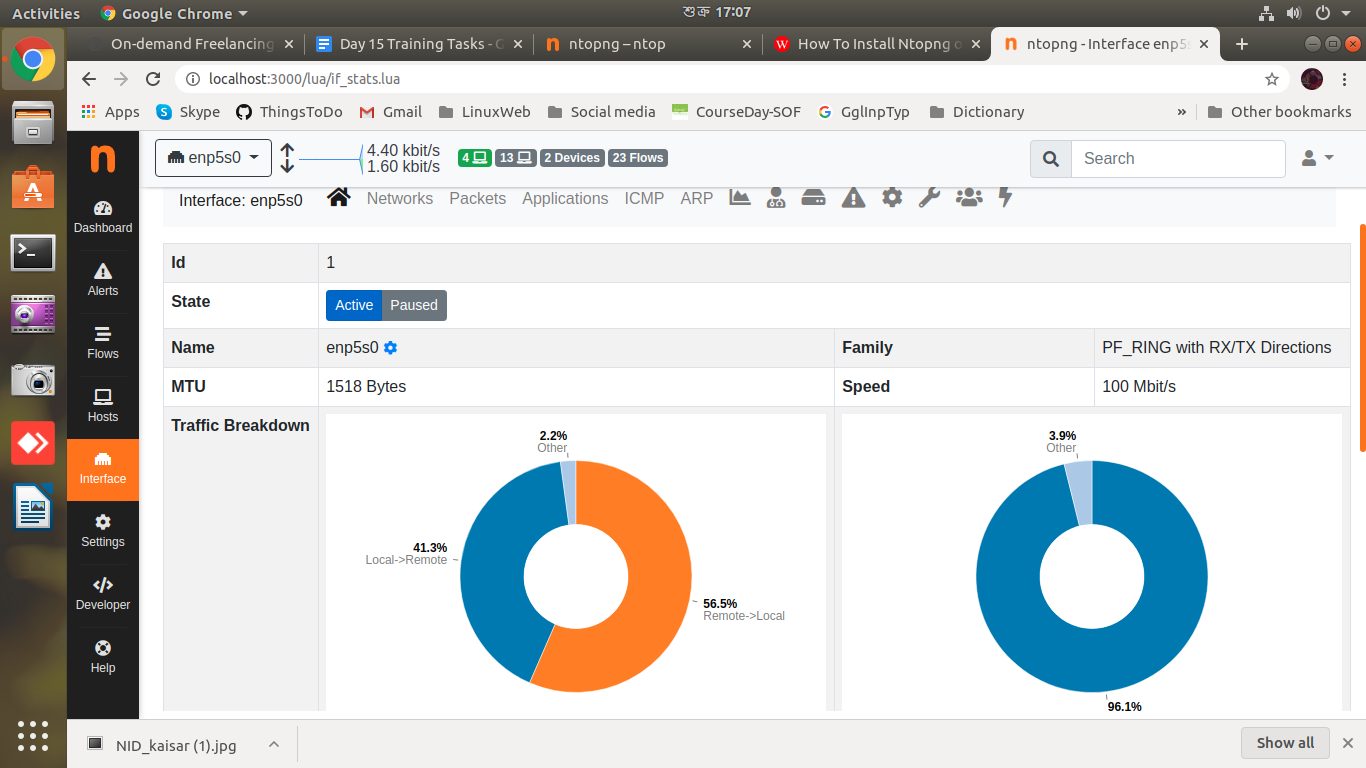 Activities Google Chrome শুক্র 17:07
On-demand Freelancing
Day 15 Training Tasks - G
ntopng – ntop
How To Install Ntopng o
ntopng - Interface enp5s
localhost:3000/lua/if_stats.lua
Apps Skype ThingsToDo Gmail LinuxWeb Social media CourseDay-SOF GglInpTyp Dictionary » Other bookmarks
enp5s0
4.40 kbit/s
1.60 kbit/s
4 13 2 Devices 23 Flows
Search
Dashboard
Alerts
Flows
Hosts
Interface
Settings
Developer
Help
Interface: enp5s0 Networks Packets Applications ICMP ARP
Id 1
State Active Paused
Name enp5s0 Family PF_RING with RX/TX Directions
MTU 1518 Bytes Speed 100 Mbit/s
Traffic Breakdown
2.2%
Other
41.3%
Local->Remote
56.5%
Remote->Local
3.9%
Other
96.1%
NID_kaisar (1).jpg
Show all